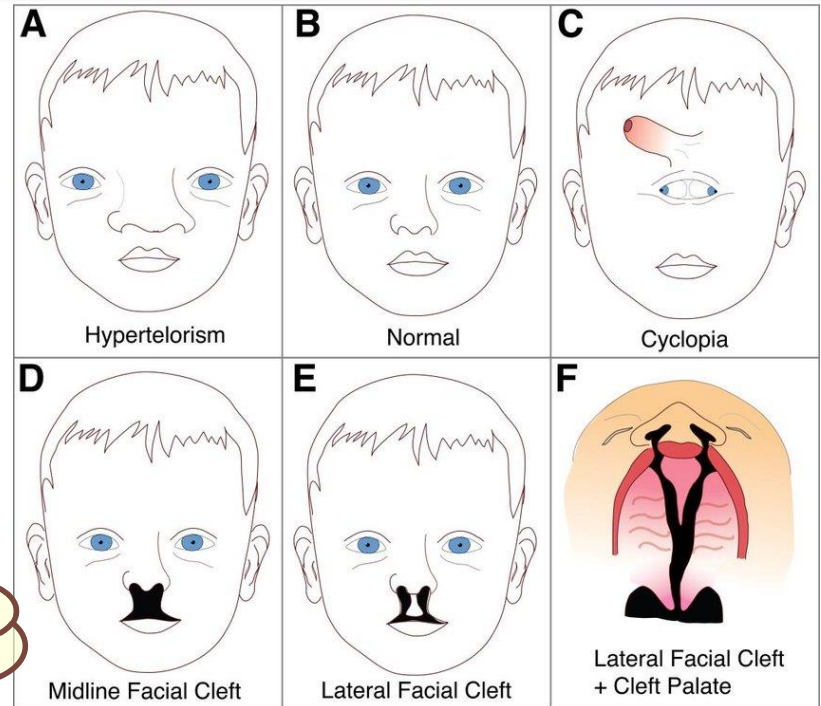 A
Hypertelorism
B
Normal
C
Cyclopia
D
Midline Facial Cleft
E
Lateral Facial Cleft
F
Lateral Facial Cleft
+ Cleft Palate